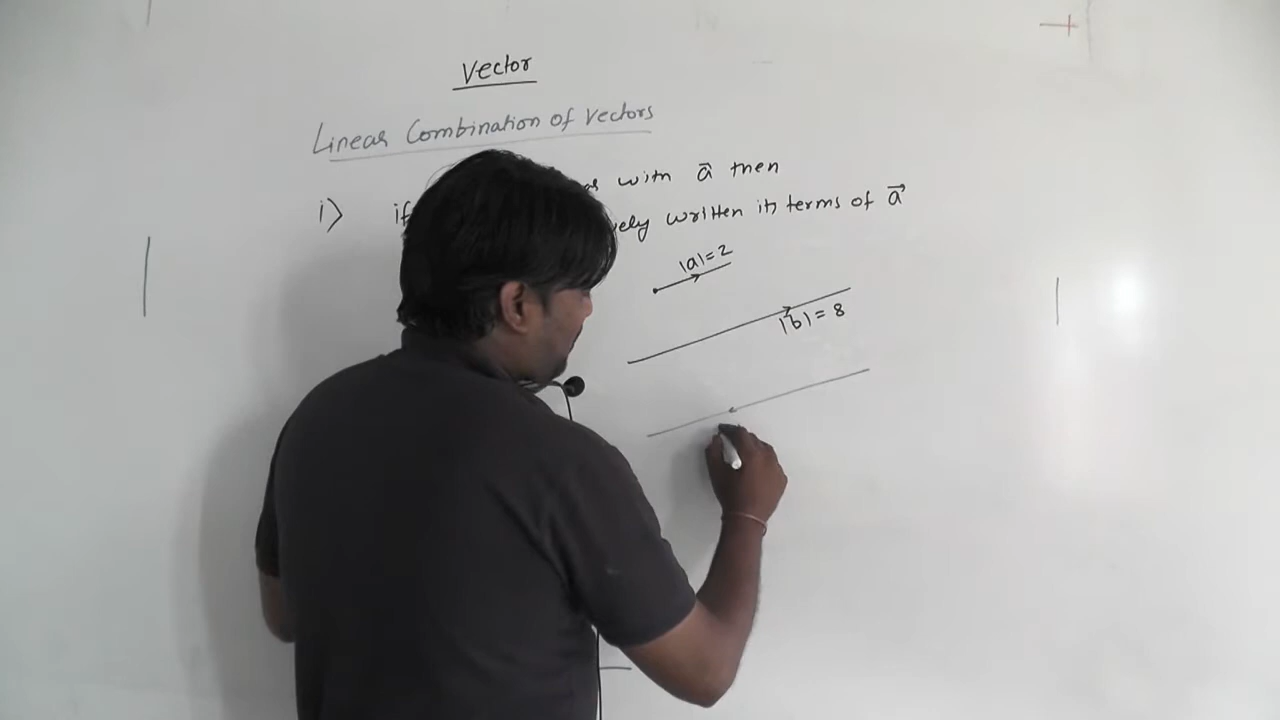 Vector
Linear Combination of Vectors
i) if with a⃗ then
written in terms of a⃗
|a|=2
|b|=8